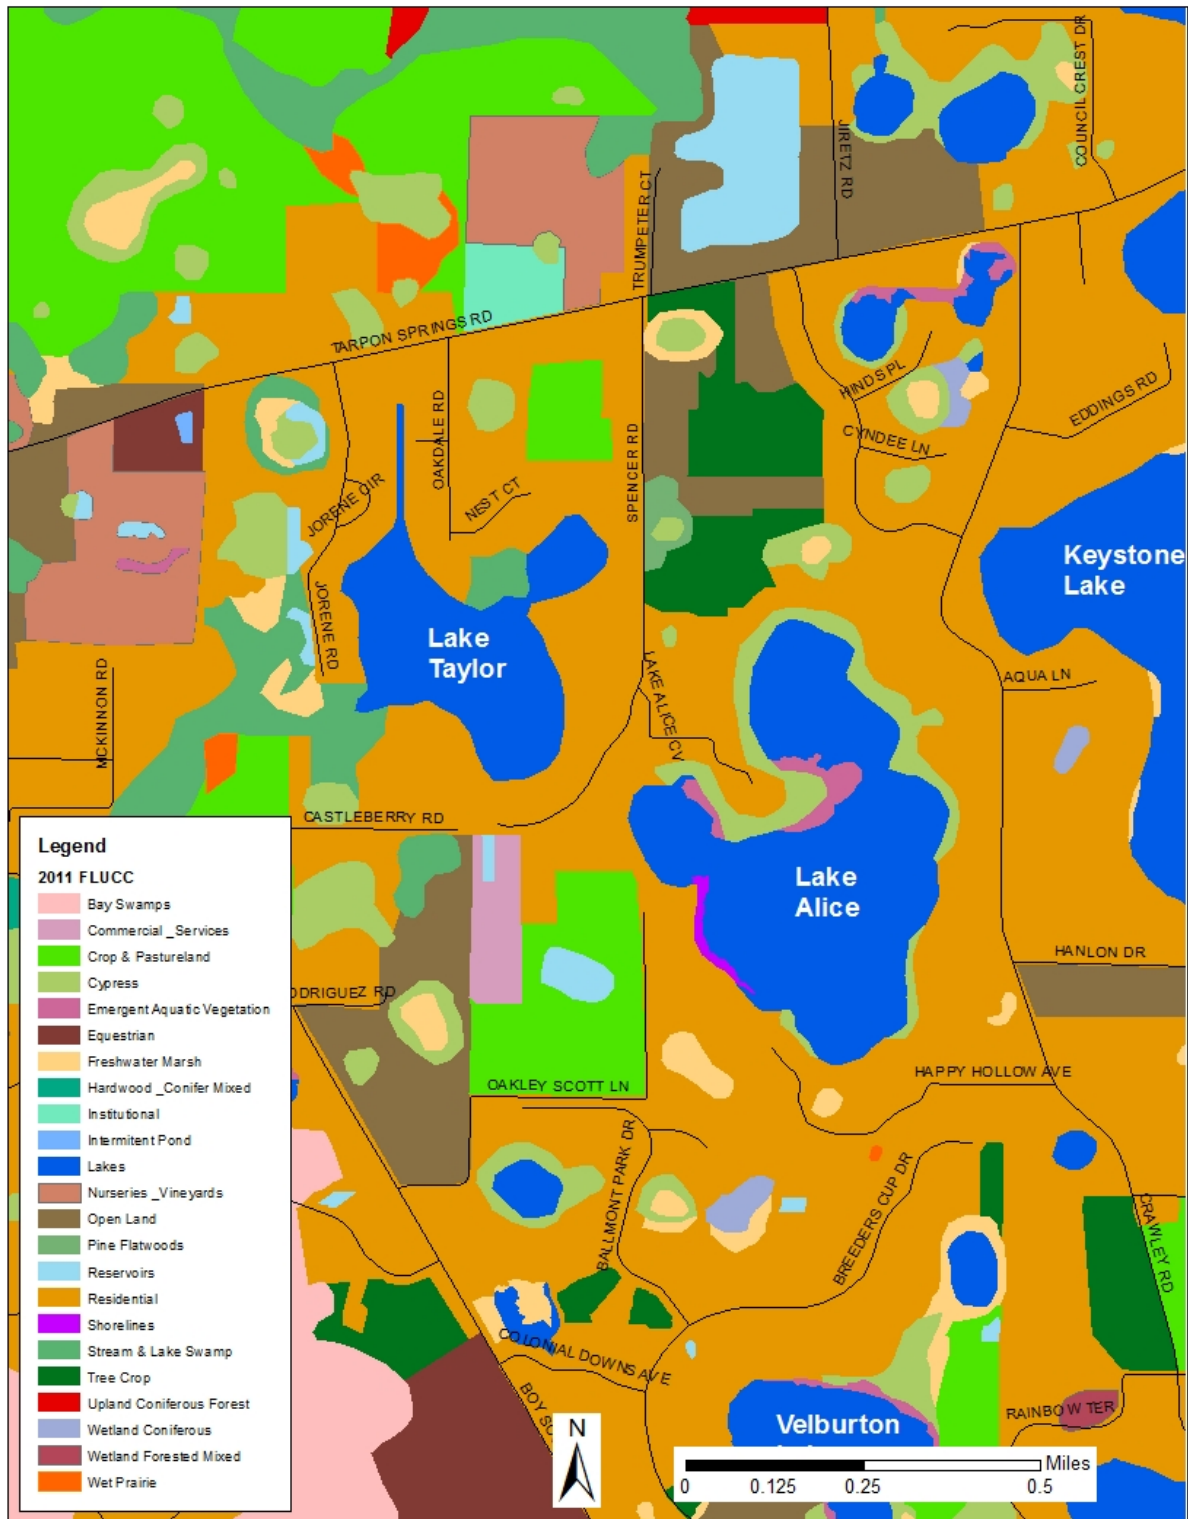 COUNCIL CREST DR
JIRETZ RD
TRUMPETER CT
TARPON SPRINGS RD
HINDS PL
EDDINGS RD
OAKDALE RD
CYNDEE LN
SPENCER RD
JORENE CIR
NEST CT
Keystone
Lake
JORENE RD
Lake
Taylor
MCKINNON RD
LAKE ALICE CV
AQUA LN
CASTLEBERRY RD
Lake
Alice
HANLON DR
ODRIGUEZ RD
OAKLEY SCOTT LN
HAPPY HOLLOW AVE
BALLMONT PARK DR
BREEDERS CUP DR
CRAWLEY RD
COLONIAL DOWNS AVE
BOY SC
RAINBOW TER
Velburton
Legend
2011 FLUCC
Bay Swamps
Commercial _Services
Crop & Pastureland
Cypress
Emergent Aquatic Vegetation
Equestrian
Freshwater Marsh
Hardwood _Conifer Mixed
Institutional
Intermitent Pond
Lakes
Nurseries _Vineyards
Open Land
Pine Flatwoods
Reservoirs
Residential
Shorelines
Stream & Lake Swamp
Tree Crop
Upland Coniferous Forest
Wetland Coniferous
Wetland Forested Mixed
Wet Prairie
N
Miles
0 0.125 0.25 0.5